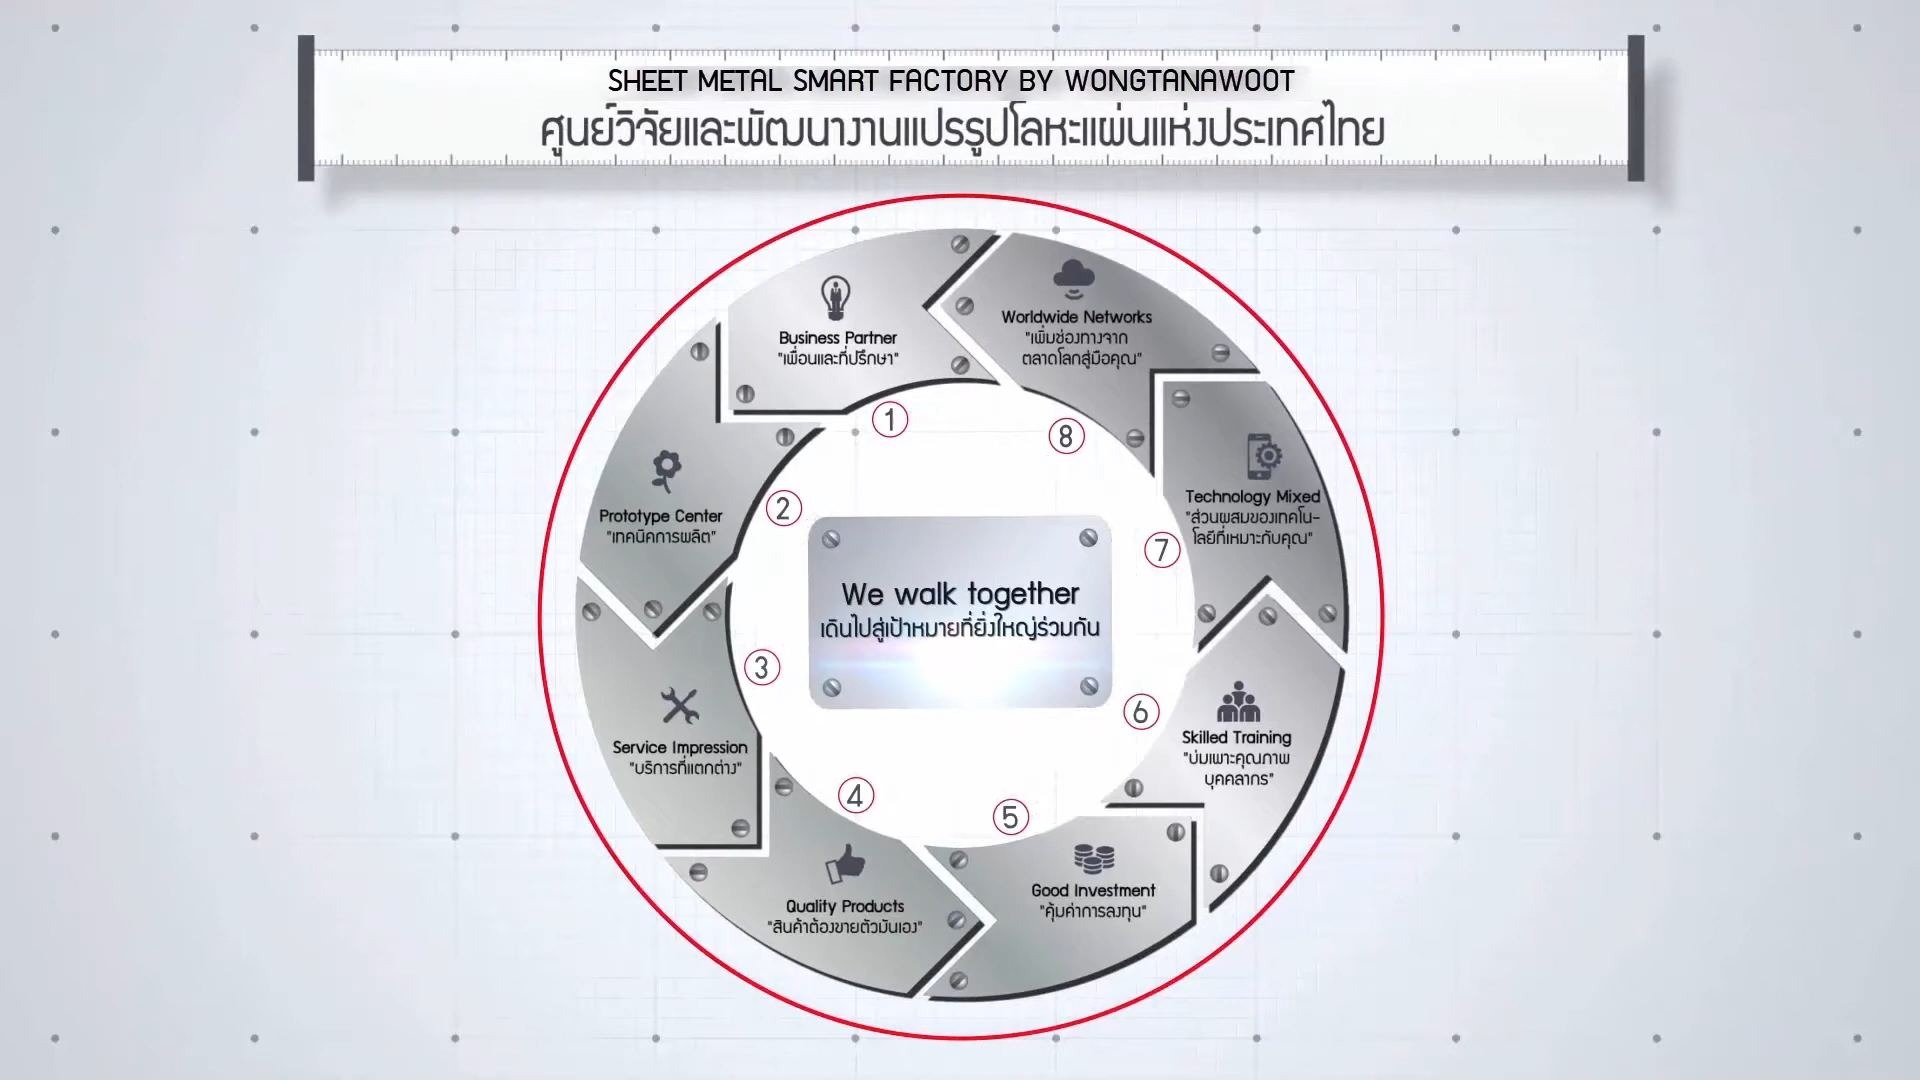 SHEET METAL SMART FACTORY BY WONGTANAWOOT
ศูนย์วิจัยและพัฒนางานแปรรูปโลหะแผ่นแห่งประเทศไทย
Business Partner
"เพื่อนและที่ปรึกษา"
1
Prototype Center
"เทคนิคการผลิต"
2
Service Impression
"บริการที่แตกต่าง"
3
Quality Products
"สินค้าต้องขายตัวมันเอง"
4
Good Investment
"คุ้มค่าการลงทุน"
5
Skilled Training
"บ่มเพาะคุณภาพ
บุคคลากร"
6
Technology Mixed
"ส่วนผสมของเทคโน-
โลยีที่เหมาะกับคุณ"
7
Worldwide Networks
"เพิ่มช่องทางจาก
ตลาดโลกสู่มือคุณ"
8
We walk together
เดินไปสู่เป้าหมายที่ยิ่งใหญ่ร่วมกัน